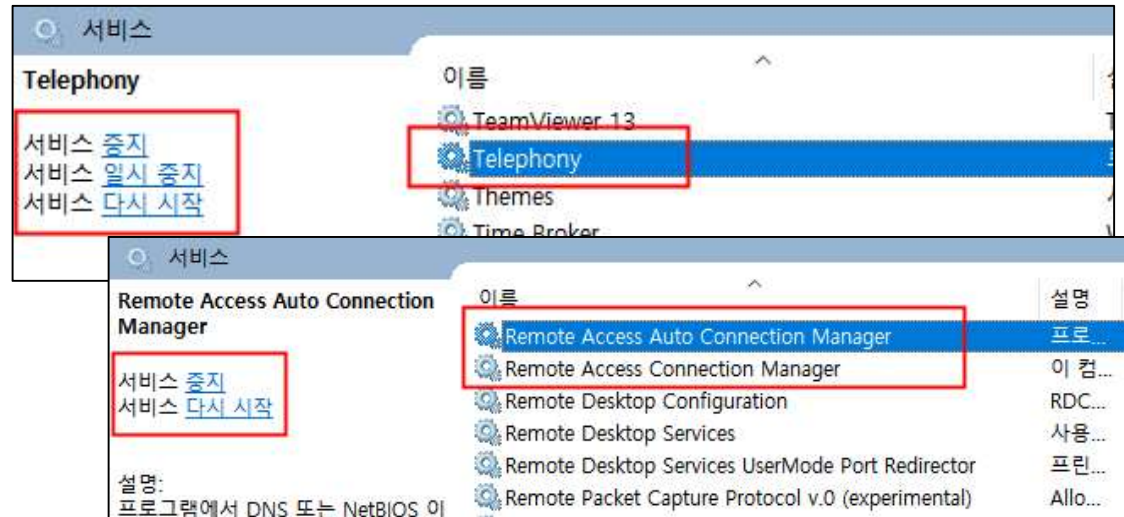 서비스
Telephony
서비스 중지
서비스 일시 중지
서비스 다시 시작
이름
TeamViewer 13
Telephony
Themes
Time Broker
서비스
Remote Access Auto Connection
Manager
서비스 중지
서비스 다시 시작
설명:
프로그램에서 DNS 또는 NetBIOS 이
이름 설명
Remote Access Auto Connection Manager 프로...
Remote Access Connection Manager 이 컴...
Remote Desktop Configuration RDC...
Remote Desktop Services 사용...
Remote Desktop Services UserMode Port Redirector 프린...
Remote Packet Capture Protocol v.0 (experimental) Allo...